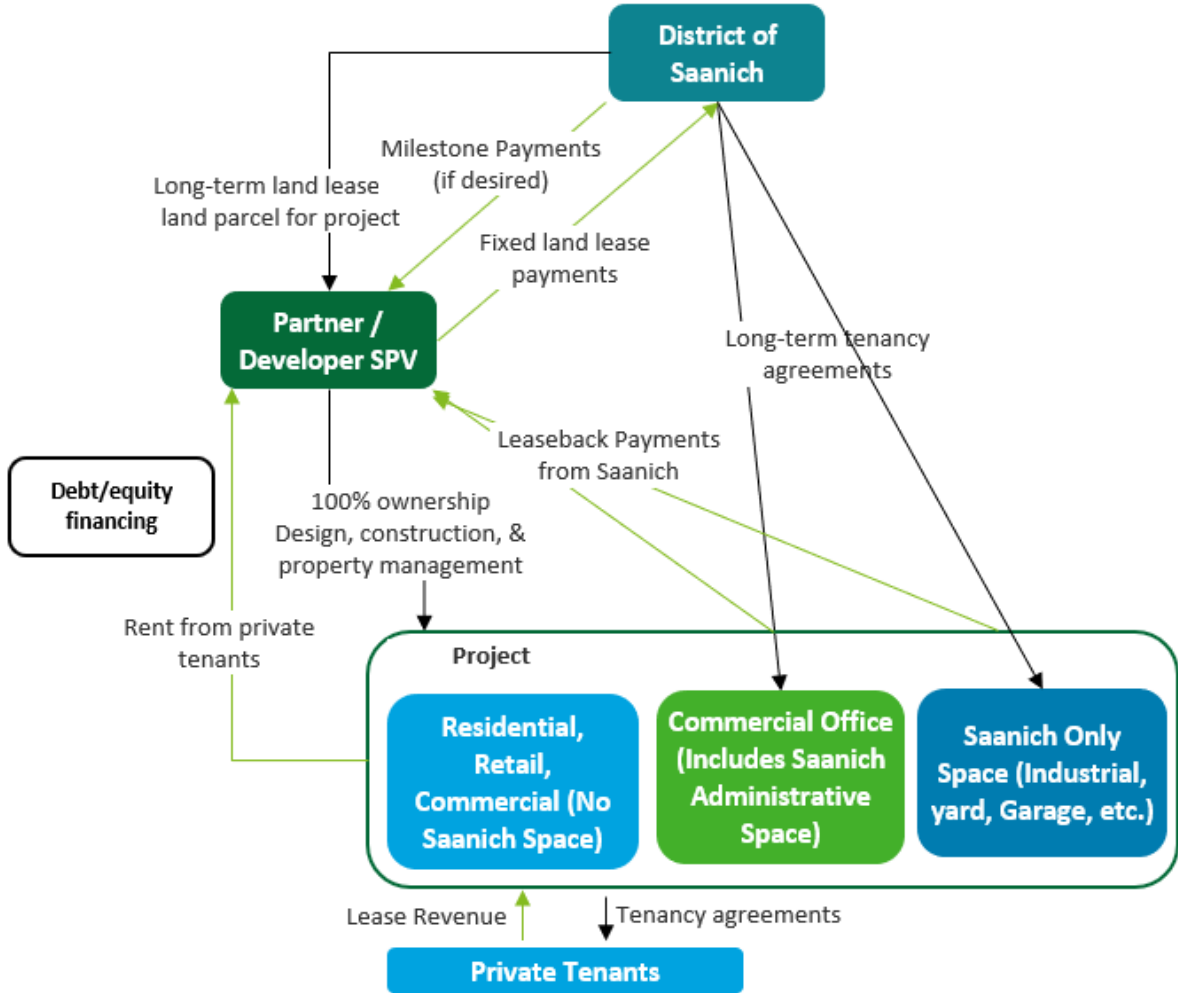 District of
Saanich
Milestone Payments
(if desired)
Long-term land lease
land parcel for project
Fixed land lease
payments
Partner /
Developer SPV
Long-term tenancy
agreements
Leaseback Payments
from Saanich
Debt/equity
financing
100% ownership
Design, construction, &
property management
Rent from private
tenants
Project
Residential,
Retail,
Commercial (No
Saanich Space)
Commercial Office
(Includes Saanich
Administrative
Space)
Saanich Only
Space (Industrial,
yard, Garage, etc.)
Lease Revenue
Tenancy agreements
Private Tenants